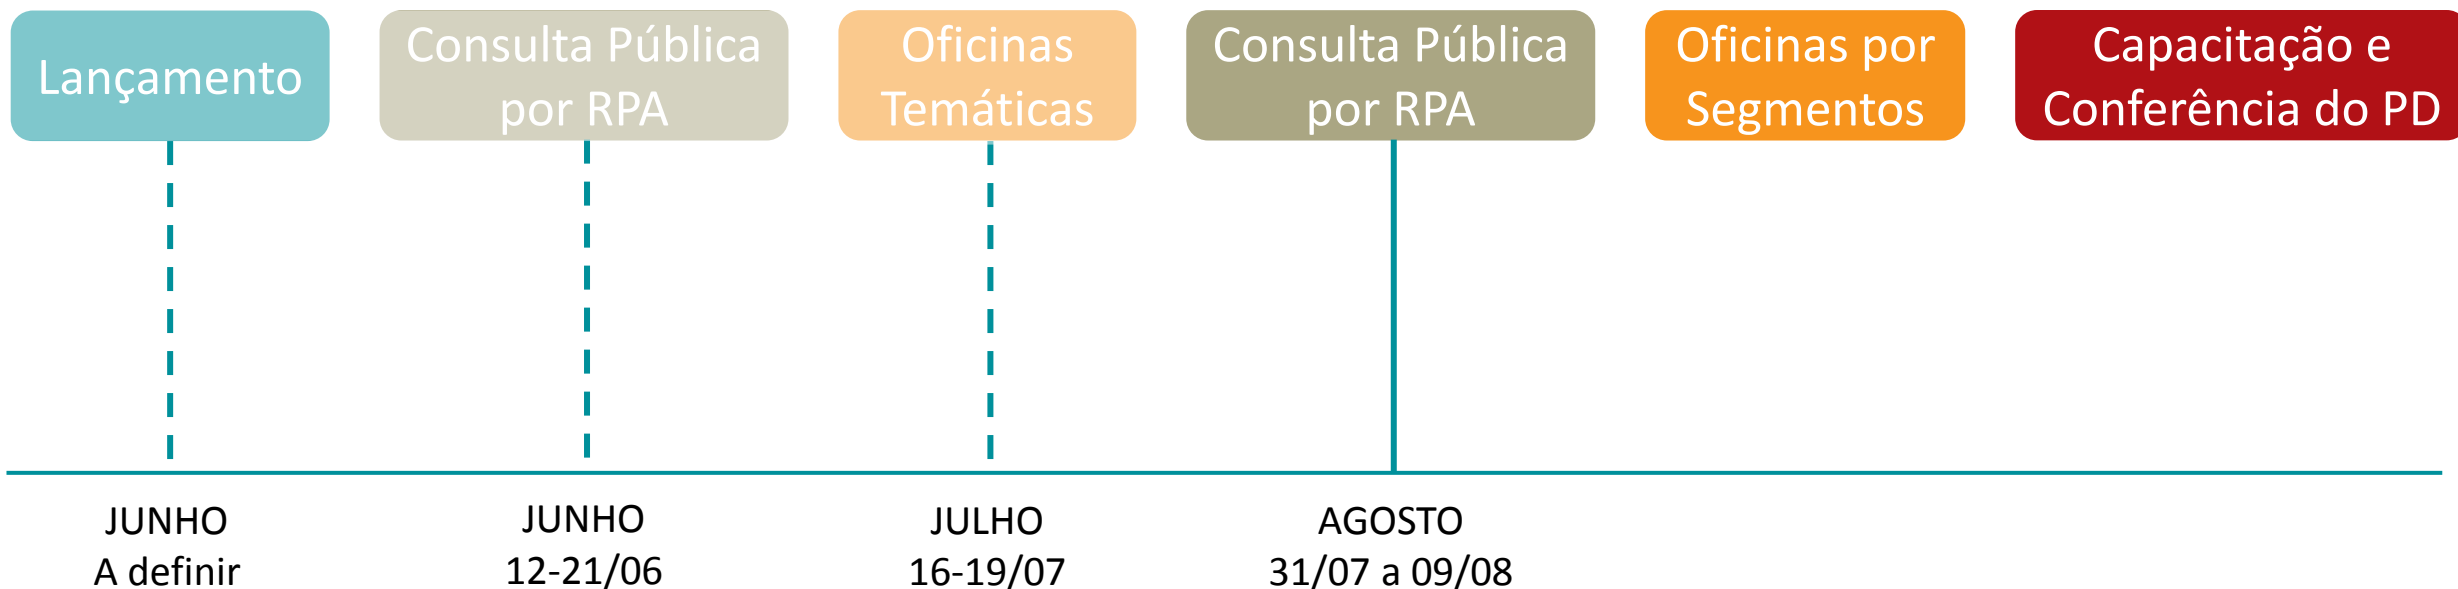 Lançamento
Consulta Pública
por RPA
Oficinas
Temáticas
Consulta Pública
por RPA
Oficinas por
Segmentos
Capacitação e
Conferência do PD
JUNHO
A definir
JUNHO
12-21/06
JULHO
16-19/07
AGOSTO
31/07 a 09/08